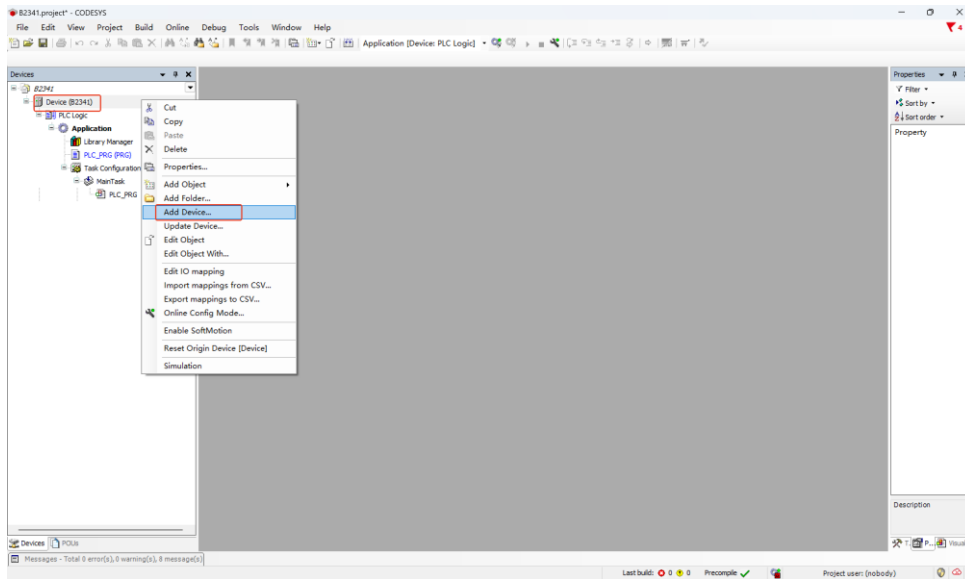 B2341.project* - CODESYS
File Edit View Project Build Online Debug Tools Window Help
4
Application [Device: PLC Logic]
Devices
B2341
Device (B2341)
PLC Logic
Application
Library Manager
PLC_PRG (PRG)
Task Configuration
MainTask
PLC_PRG
Cut
Copy
Paste
Delete
Properties...
Add Object
Add Folder...
Add Device...
Update Device...
Edit Object
Edit Object With...
Edit IO mapping
Import mappings from CSV...
Export mappings to CSV...
Online Config Mode...
Enable SoftMotion
Reset Origin Device [Device]
Simulation
Properties
Filter
Sort by
Sort order
Property
Description
Devices POUs
T. P... Visual
Messages - Total 0 error(s), 0 warning(s), 8 message(s)
Last build: 0 0 Precompile Project user: (nobody)